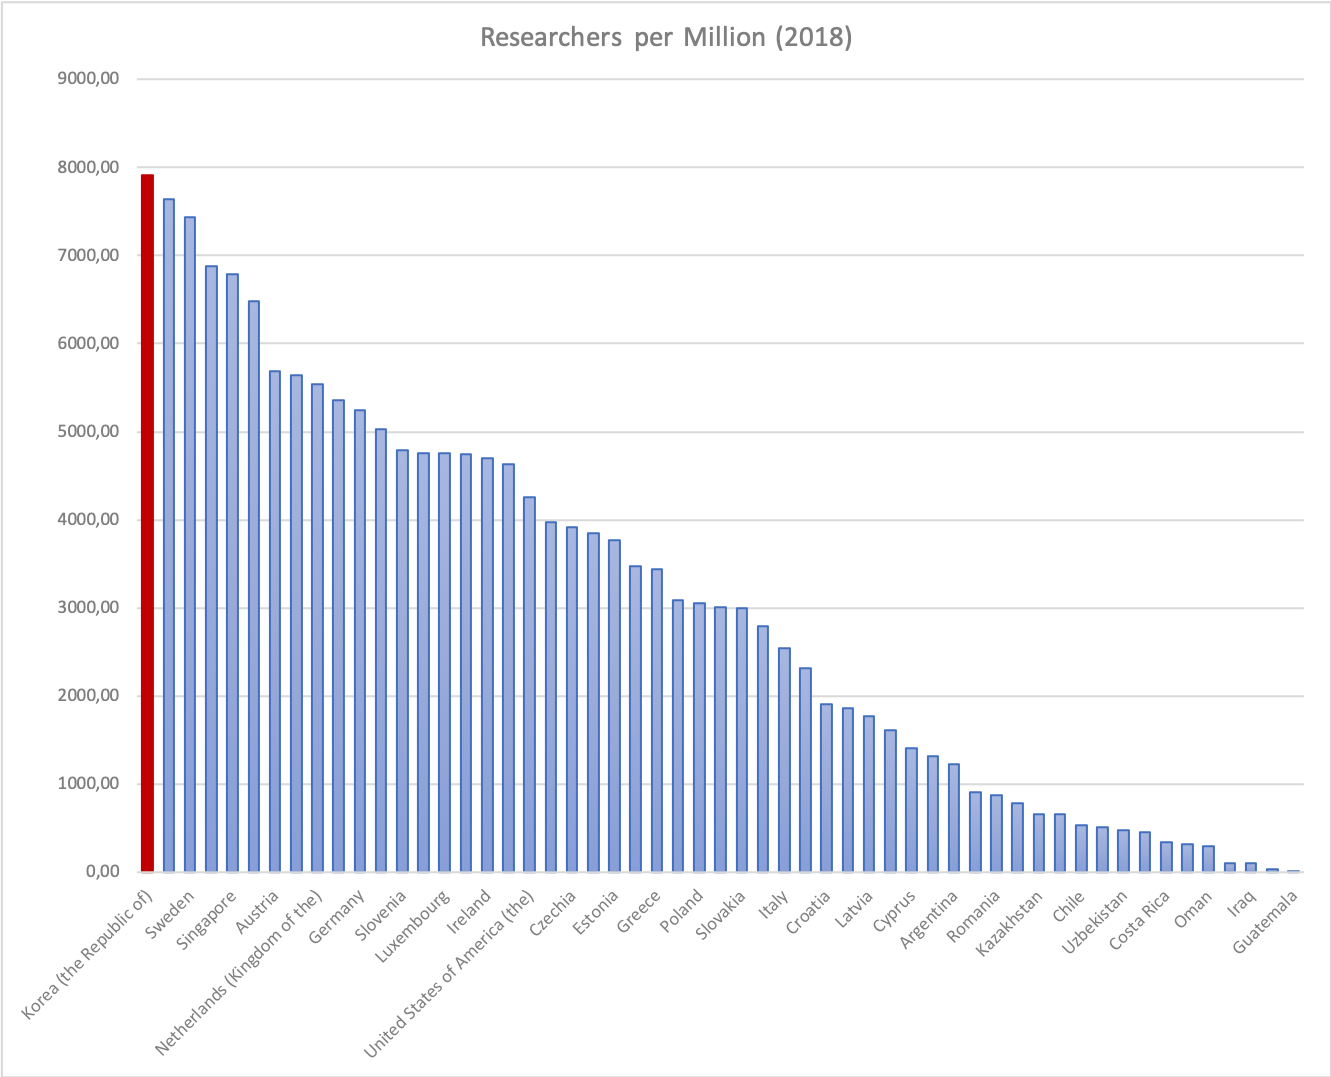 Researchers per Million (2018)
9000,00
8000,00
7000,00
6000,00
5000,00
4000,00
3000,00
2000,00
1000,00
0,00
Korea (the Republic of)
Sweden
Singapore
Austria
Netherlands (Kingdom of the)
Germany
Slovenia
Luxembourg
Ireland
United States of America (the)
Czechia
Estonia
Greece
Poland
Slovakia
Italy
Croatia
Latvia
Cyprus
Argentina
Romania
Kazakhstan
Chile
Uzbekistan
Costa Rica
Oman
Iraq
Guatemala